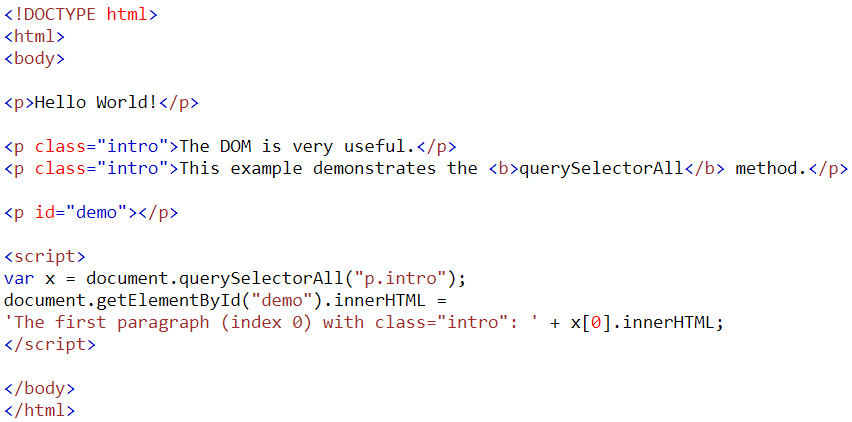 <!DOCTYPE html>
<html>
<body>
<p>Hello World!</p>
<p class="intro">The DOM is very useful.</p>
<p class="intro">This example demonstrates the <b>querySelectorAll</b> method.</p>
<p id="demo"></p>
<script>
var x = document.querySelectorAll("p.intro");
document.getElementById("demo").innerHTML =
'The first paragraph (index 0) with class="intro": ' + x[0].innerHTML;
</script>
</body>
</html>